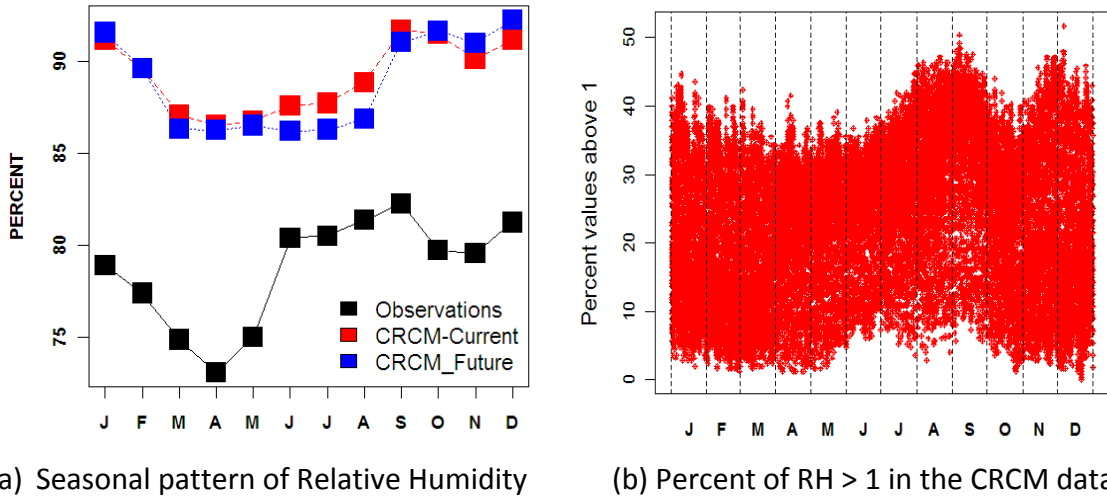 PERCENT
90
85
80
75
Observations
CRCM-Current
CRCM_Future
J F M A M J J A S O N D
Percent values above 1
50
40
30
20
10
0
J F M A M J J A S O N D
a) Seasonal pattern of Relative Humidity
(b) Percent of RH > 1 in the CRCM data